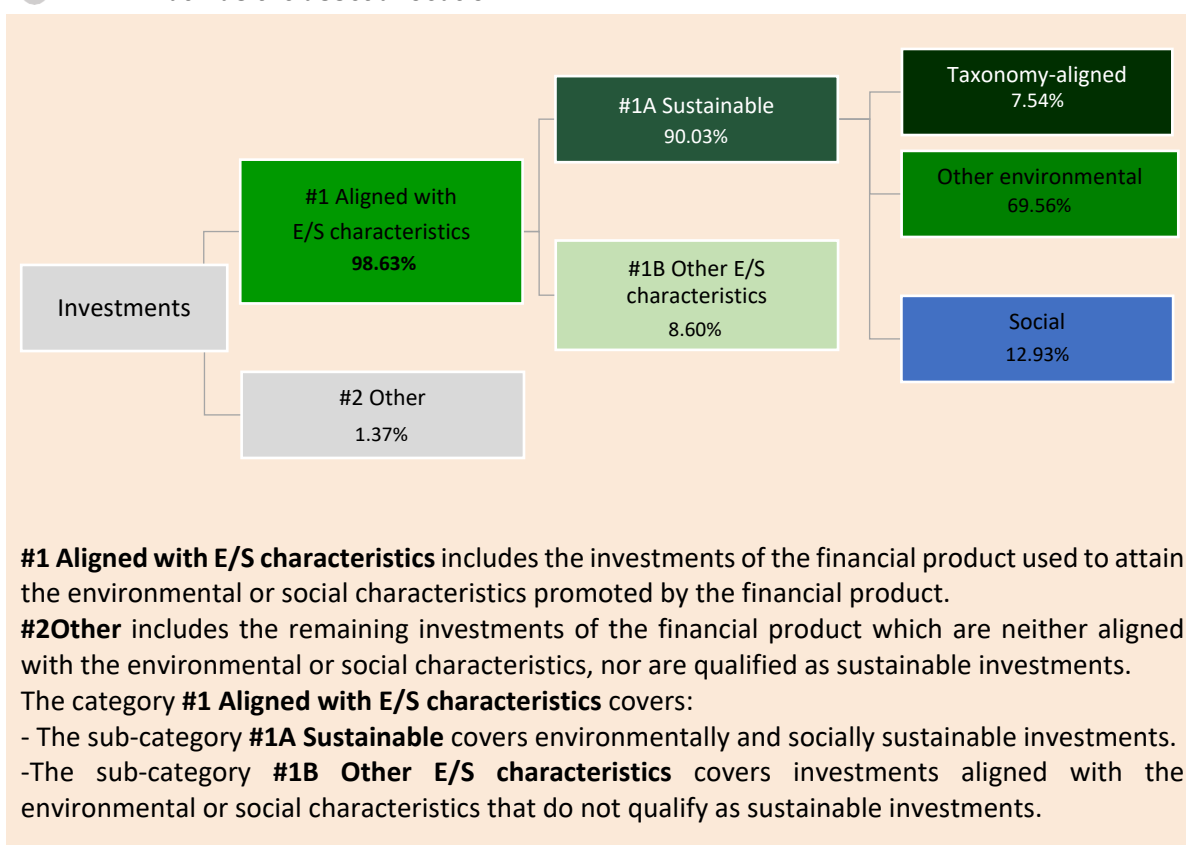 Taxonomy-aligned
7.54%
#1A Sustainable
90.03%
Other environmental
69.56%
#1 Aligned with
E/S characteristics
98.63%
#1B Other E/S
characteristics
8.60%
Investments
Social
12.93%
#2 Other
1.37%
#1 Aligned with E/S characteristics includes the investments of the financial product used to attain
the environmental or social characteristics promoted by the financial product.
#2Other includes the remaining investments of the financial product which are neither aligned
with the environmental or social characteristics, nor are qualified as sustainable investments.
The category #1 Aligned with E/S characteristics covers:
- The sub-category #1A Sustainable covers environmentally and socially sustainable investments.
-The sub-category #1B Other E/S characteristics covers investments aligned with the
environmental or social characteristics that do not qualify as sustainable investments.